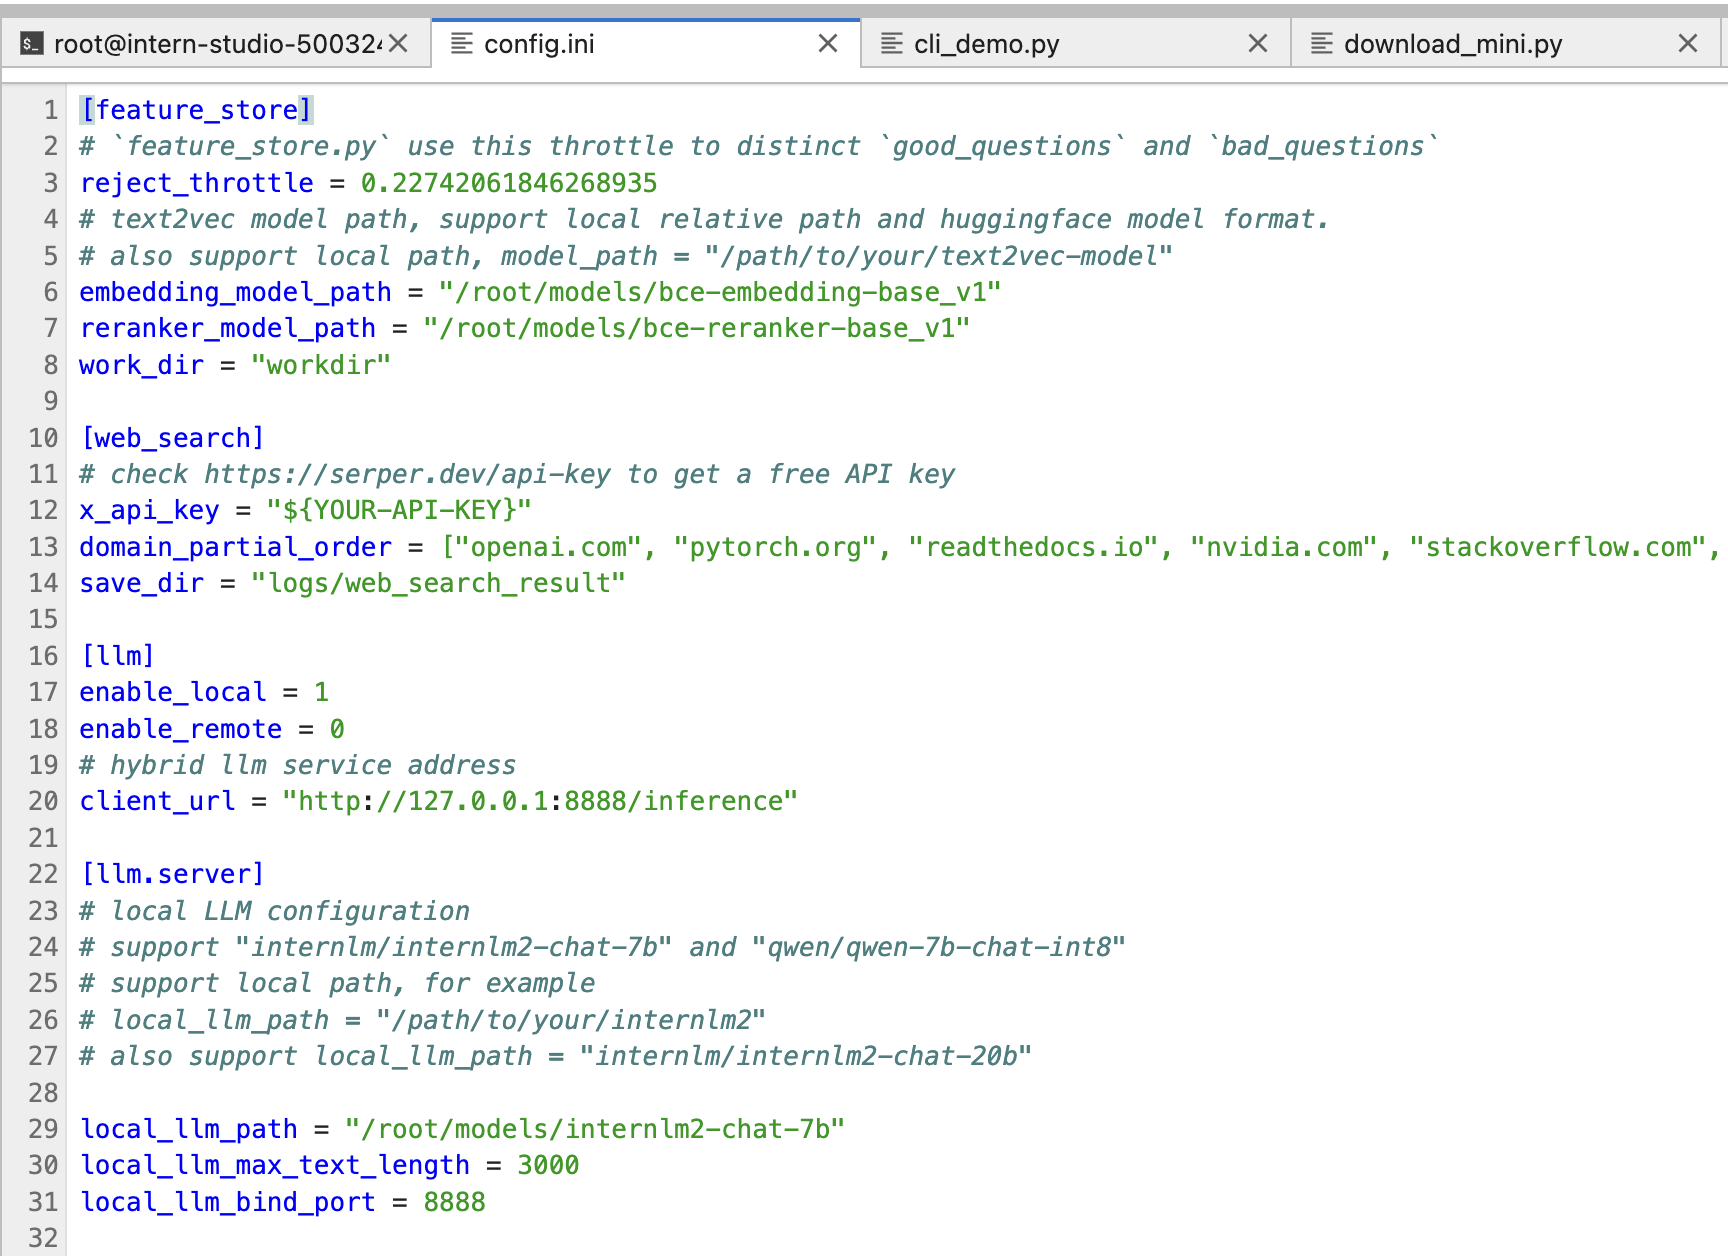 root@intern-studio-500324
config.ini
cli_demo.py
download_mini.py
1 [feature_store]
2 # `feature_store.py` use this throttle to distinct `good_questions` and `bad_questions`
3 reject_throttle = 0.22742061846268935
4 # text2vec model path, support local relative path and huggingface model format.
5 # also support local path, model_path = "/path/to/your/text2vec-model"
6 embedding_model_path = "/root/models/bce-embedding-base_v1"
7 reranker_model_path = "/root/models/bce-reranker-base_v1"
8 work_dir = "workdir"
9
10 [web_search]
11 # check https://serper.dev/api-key to get a free API key
12 x_api_key = "${YOUR-API-KEY}"
13 domain_partial_order = ["openai.com", "pytorch.org", "readthedocs.io", "nvidia.com", "stackoverflow.com",
14 save_dir = "logs/web_search_result"
15
16 [llm]
17 enable_local = 1
18 enable_remote = 0
19 # hybrid llm service address
20 client_url = "http://127.0.0.1:8888/inference"
21
22 [llm.server]
23 # local LLM configuration
24 # support "internlm/internlm2-chat-7b" and "qwen/qwen-7b-chat-int8"
25 # support local path, for example
26 # local_llm_path = "/path/to/your/internlm2"
27 # also support local_llm_path = "internlm/internlm2-chat-20b"
28
29 local_llm_path = "/root/models/internlm2-chat-7b"
30 local_llm_max_text_length = 3000
31 local_llm_bind_port = 8888
32